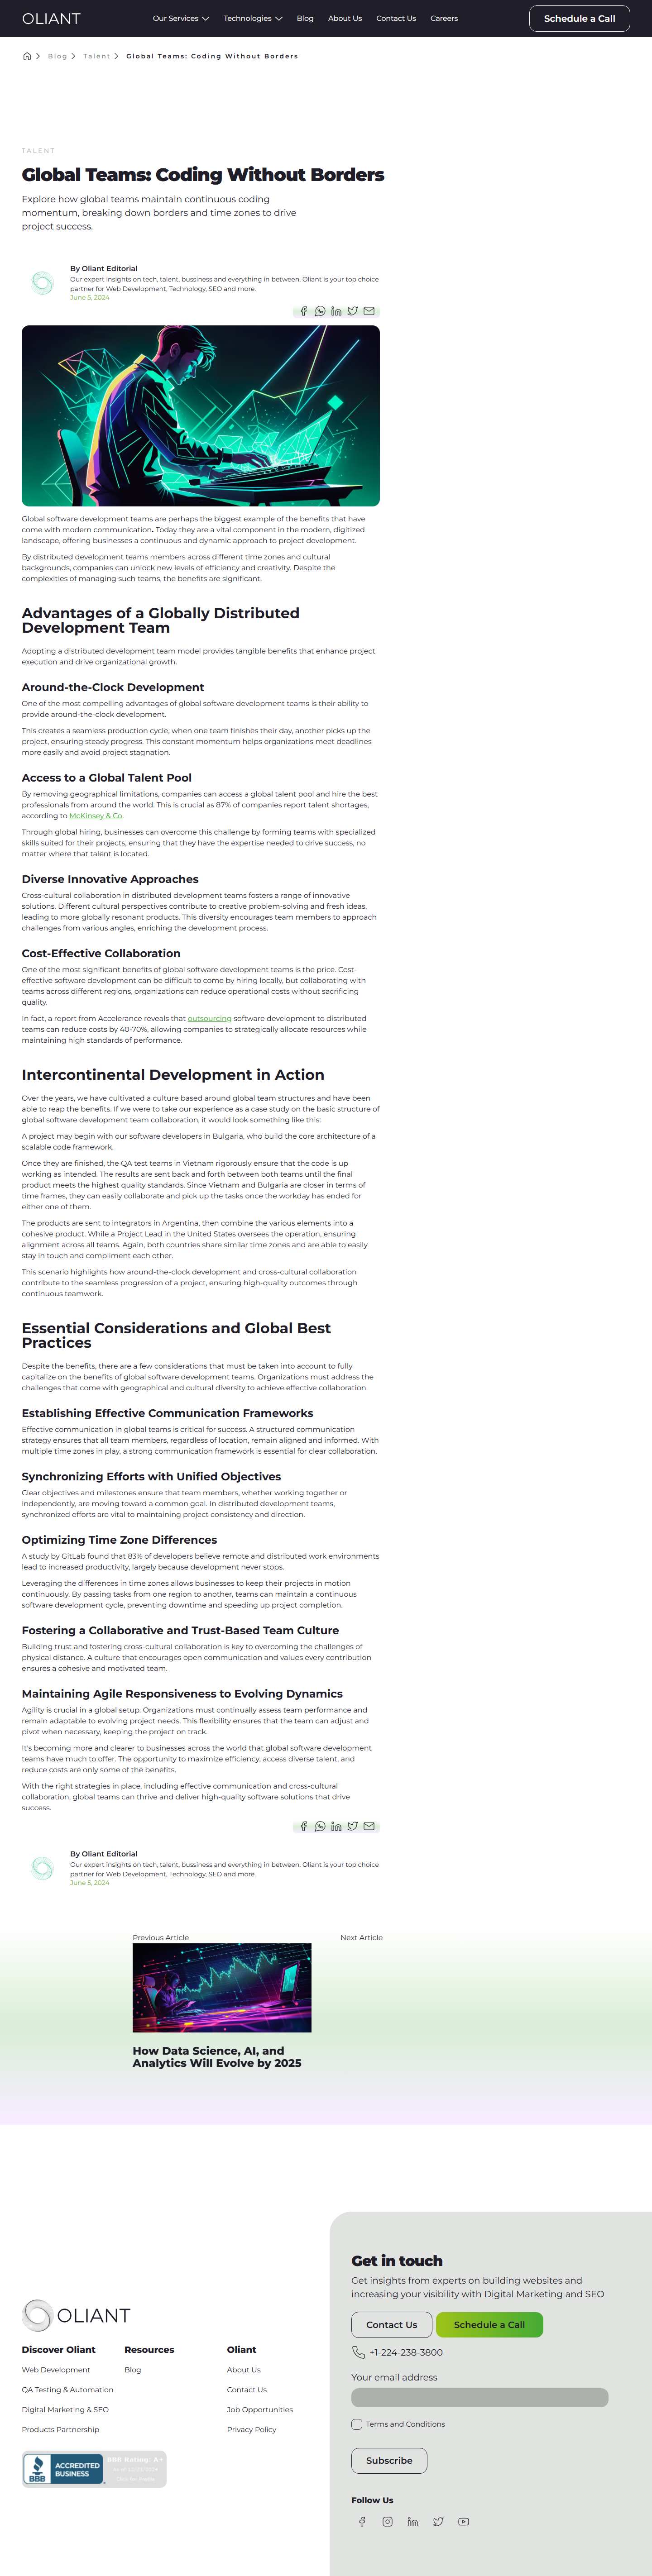 OLIANT
Our Services
Technologies
Blog
About Us
Contact Us
Careers
Schedule a Call
Blog
Talent
Global Teams: Coding Without Borders
TALENT
Global Teams: Coding Without Borders
Explore how global teams maintain continuous coding
momentum, breaking down borders and time zones to drive
project success.
By Oliant Editorial
Our expert insights on tech, talent, bussiness and everything in between. Oliant is your top choice
partner for Web Development, Technology, SEO and more.
June 5, 2024
Global software development teams are perhaps the biggest example of the benefits that have
come with modern communication. Today they are a vital component in the modern, digitized
landscape, offering businesses a continuous and dynamic approach to project development.
By distributed development teams members across different time zones and cultural
backgrounds, companies can unlock new levels of efficiency and creativity. Despite the
complexities of managing such teams, the benefits are significant.
Advantages of a Globally Distributed
Development Team
Adopting a distributed development team model provides tangible benefits that enhance project
execution and drive organizational growth.
Around-the-Clock Development
One of the most compelling advantages of global software development teams is their ability to
provide around-the-clock development.
This creates a seamless production cycle, when one team finishes their day, another picks up the
project, ensuring steady progress. This constant momentum helps organizations meet deadlines
more easily and avoid project stagnation.
Access to a Global Talent Pool
By removing geographical limitations, companies can access a global talent pool and hire the best
professionals from around the world. This is crucial as 87% of companies report talent shortages,
according to McKinsey & Co.
Through global hiring, businesses can overcome this challenge by forming teams with specialized
skills suited for their projects, ensuring that they have the expertise needed to drive success, no
matter where that talent is located.
Diverse Innovative Approaches
Cross-cultural collaboration in distributed development teams fosters a range of innovative
solutions. Different cultural perspectives contribute to creative problem-solving and fresh ideas,
leading to more globally resonant products. This diversity encourages team members to approach
challenges from various angles, enriching the development process.
Cost-Effective Collaboration
One of the most significant benefits of global software development teams is the price. Cost-
effective software development can be difficult to come by hiring locally, but collaborating with
teams across different regions, organizations can reduce operational costs without sacrificing
quality.
In fact, a report from Accelerance reveals that outsourcing software development to distributed
teams can reduce costs by 40-70%, allowing companies to strategically allocate resources while
maintaining high standards of performance.
Intercontinental Development in Action
Over the years, we have cultivated a culture based around global team structures and have been
able to reap the benefits. If we were to take our experience as a case study on the basic structure of
global software development team collaboration, it would look something like this:
A project may begin with our software developers in Bulgaria, who build the core architecture of a
scalable code framework.
Once they are finished, the QA test teams in Vietnam rigorously ensure that the code is up
working as intended. The results are sent back and forth between both teams until the final
product meets the highest quality standards. Since Vietnam and Bulgaria are closer in terms of
time frames, they can easily collaborate and pick up the tasks once the workday has ended for
either one of them.
The products are sent to integrators in Argentina, then combine the various elements into a
cohesive product. While a Project Lead in the United States oversees the operation, ensuring
alignment across all teams. Again, both countries share similar time zones and are able to easily
stay in touch and compliment each other.
This scenario highlights how around-the-clock development and cross-cultural collaboration
contribute to the seamless progression of a project, ensuring high-quality outcomes through
continuous teamwork.
Essential Considerations and Global Best
Practices
Despite the benefits, there are a few considerations that must be taken into account to fully
capitalize on the benefits of global software development teams. Organizations must address the
challenges that come with geographical and cultural diversity to achieve effective collaboration.
Establishing Effective Communication Frameworks
Effective communication in global teams is critical for success. A structured communication
strategy ensures that all team members, regardless of location, remain aligned and informed. With
multiple time zones in play, a strong communication framework is essential for clear collaboration.
Synchronizing Efforts with Unified Objectives
Clear objectives and milestones ensure that team members, whether working together or
independently, are moving toward a common goal. In distributed development teams,
synchronized efforts are vital to maintaining project consistency and direction.
Optimizing Time Zone Differences
A study by GitLab found that 83% of developers believe remote and distributed work environments
lead to increased productivity, largely because development never stops.
Leveraging the differences in time zones allows businesses to keep their projects in motion
continuously. By passing tasks from one region to another, teams can maintain a continuous
software development cycle, preventing downtime and speeding up project completion.
Fostering a Collaborative and Trust-Based Team Culture
Building trust and fostering cross-cultural collaboration is key to overcoming the challenges of
physical distance. A culture that encourages open communication and values every contribution
ensures a cohesive and motivated team.
Maintaining Agile Responsiveness to Evolving Dynamics
Agility is crucial in a global setup. Organizations must continually assess team performance and
remain adaptable to evolving project needs. This flexibility ensures that the team can adjust and
pivot when necessary, keeping the project on track.
It's becoming more and clearer to businesses across the world that global software development
teams have much to offer. The opportunity to maximize efficiency, access diverse talent, and
reduce costs are only some of the benefits.
With the right strategies in place, including effective communication and cross-cultural
collaboration, global teams can thrive and deliver high-quality software solutions that drive
success.
By Oliant Editorial
Our expert insights on tech, talent, bussiness and everything in between. Oliant is your top choice
partner for Web Development, Technology, SEO and more.
June 5, 2024
Previous Article
Next Article
How Data Science, AI, and
Analytics Will Evolve by 2025
OLIANT
Discover Oliant
Web Development
QA Testing & Automation
Digital Marketing & SEO
Products Partnership
Resources
Blog
Oliant
About Us
Contact Us
Job Opportunities
Privacy Policy
BBB
ACCREDITED
BUSINESS
BBB Rating: A+
Get in touch
Get insights from experts on building websites and
increasing your visibility with Digital Marketing and SEO
Contact Us
Schedule a Call
+1-224-238-3800
Your email address
Terms and Conditions
Subscribe
Follow Us